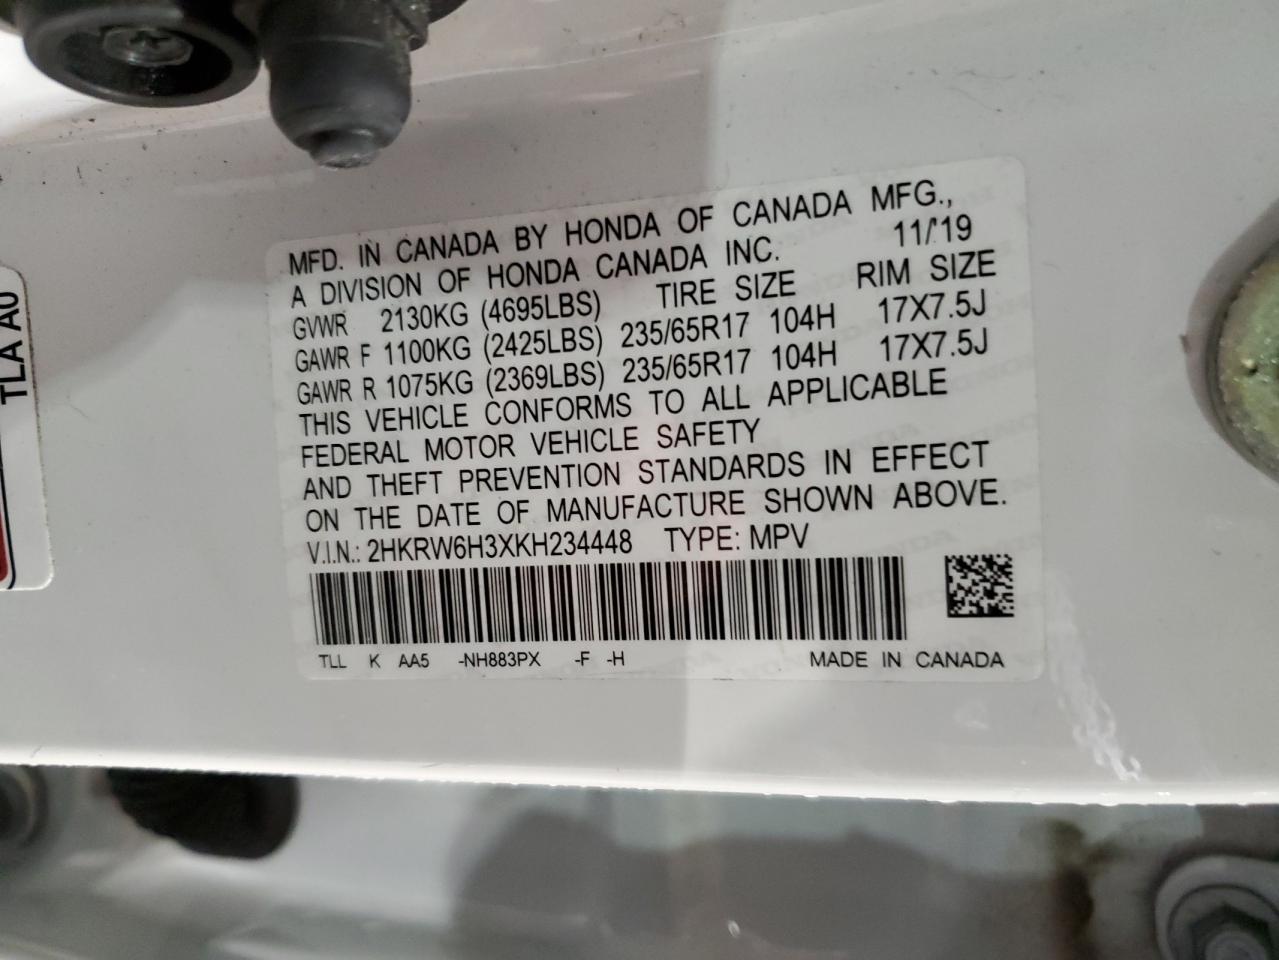 TLA A0
MFD. IN CANADA BY HONDA OF CANADA MFG.,
A DIVISION OF HONDA CANADA INC. 11/'19
GVWR 2130KG (4695LBS) TIRE SIZE RIM SIZE
GAWR F 1100KG (2425LBS) 235/65R17 104H 17X7.5J
GAWR R 1075KG (2369LBS) 235/65R17 104H 17X7.5J
THIS VEHICLE CONFORMS TO ALL APPLICABLE
FEDERAL MOTOR VEHICLE SAFETY
AND THEFT PREVENTION STANDARDS IN EFFECT
ON THE DATE OF MANUFACTURE SHOWN ABOVE.
V.I.N.: 2HKRW6H3XKH234448 TYPE: MPV
TLL K AA5 -NH883PX -F -H MADE IN CANADA